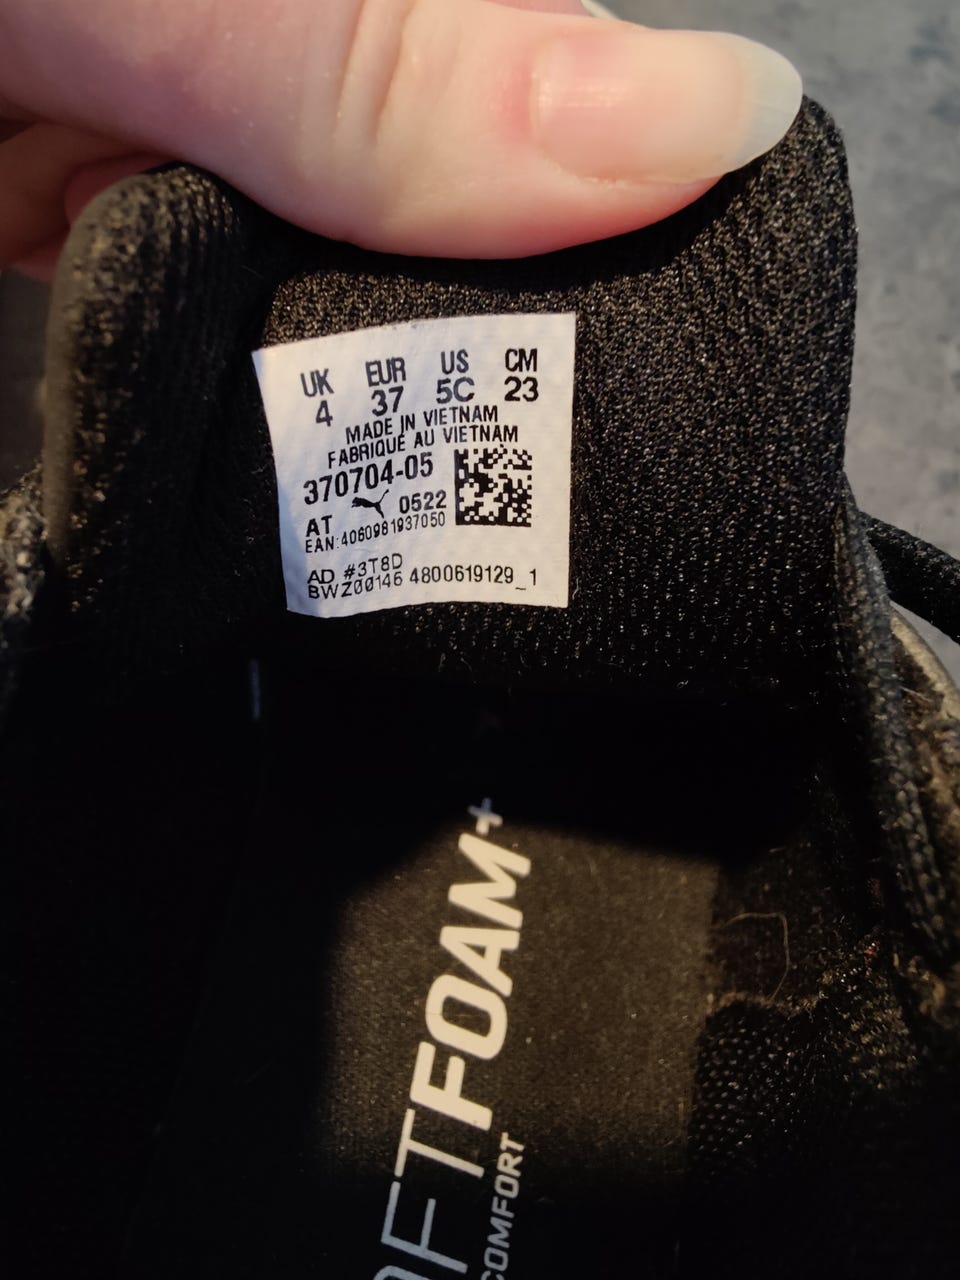 UK EUR US CM
4 37 5C 23
MADE IN VIETNAM
FABRIQUÉ AU VIETNAM
370704-05
AT 0522
EAN:4060981937050
AD #3T8D
BWZ00146 4800619129_1
FTFOAM+
COMFORT